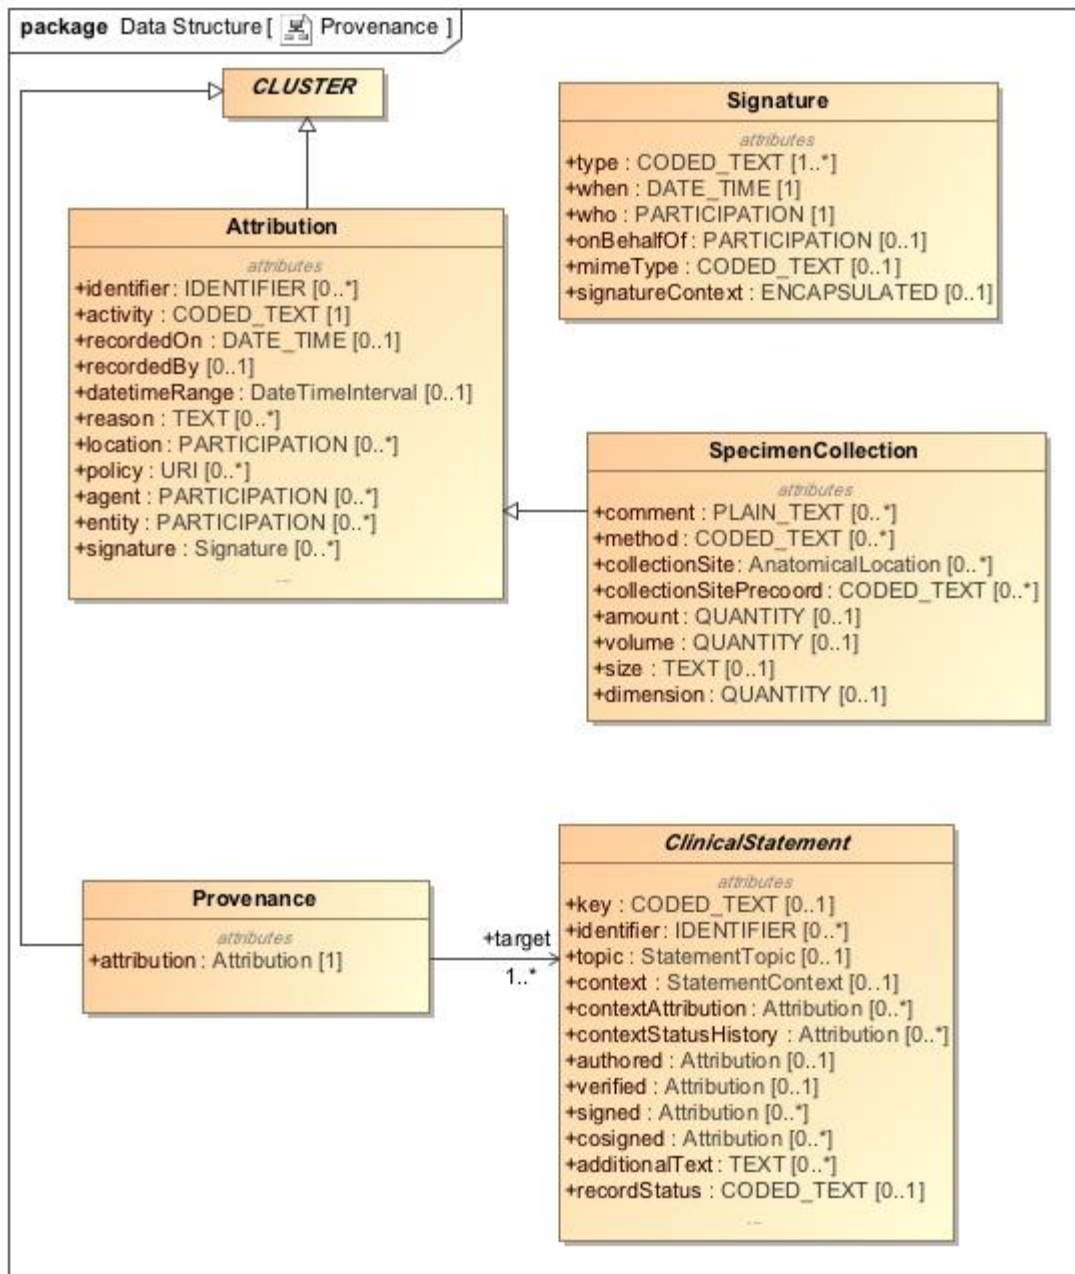 package Data Structure [ Provenance ]
CLUSTER
Signature
attributes
+type : CODED_TEXT [1..*]
+when : DATE_TIME [1]
+who : PARTICIPATION [1]
+onBehalfOf : PARTICIPATION [0..1]
+mimeType : CODED_TEXT [0..1]
+signatureContext : ENCAPSULATED [0..1]
Attribution
attributes
+identifier : IDENTIFIER [0..*]
+activity : CODED_TEXT [1]
+recordedOn : DATE_TIME [0..1]
+recordedBy [0..1]
+datetimeRange : DateTimeInterval [0..1]
+reason : TEXT [0..*]
+location : PARTICIPATION [0..*]
+policy : URI [0..*]
+agent : PARTICIPATION [0..*]
+entity : PARTICIPATION [0..*]
+signature : Signature [0..*]
...
SpecimenCollection
attributes
+comment : PLAIN_TEXT [0..*]
+method : CODED_TEXT [0..*]
+collectionSite : AnatomicalLocation [0..*]
+collectionSitePrecoord : CODED_TEXT [0..*]
+amount : QUANTITY [0..1]
+volume : QUANTITY [0..1]
+size : TEXT [0..1]
+dimension : QUANTITY [0..1]
Provenance
attributes
+attribution : Attribution [1]
+target
1..*
ClinicalStatement
attributes
+key : CODED_TEXT [0..1]
+identifier : IDENTIFIER [0..*]
+topic : StatementTopic [0..1]
+context : StatementContext [0..1]
+contextAttribution : Attribution [0..*]
+contextStatusHistory : Attribution [0..*]
+authored : Attribution [0..1]
+verified : Attribution [0..1]
+signed : Attribution [0..*]
+cosigned : Attribution [0..*]
+additionalText : TEXT [0..*]
+recordStatus : CODED_TEXT [0..1]
...